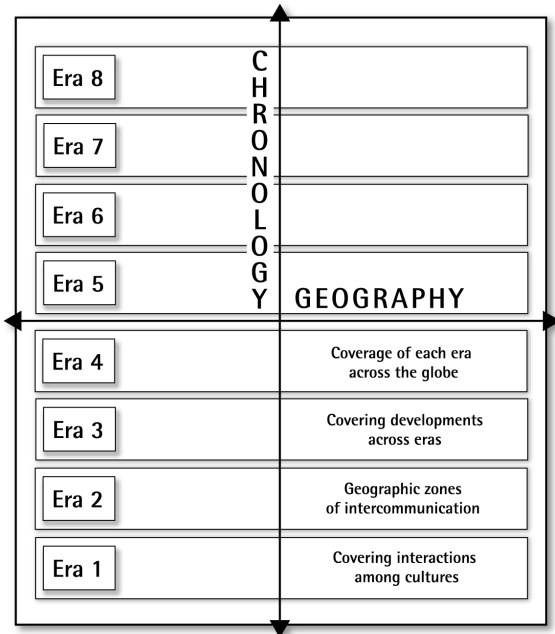 CHRONOLOGY
Era 8
Era 7
Era 6
Era 5
GEOGRAPHY
Era 4
Coverage of each era
across the globe
Era 3
Covering developments
across eras
Era 2
Geographic zones
of intercommunication
Era 1
Covering interactions
among cultures